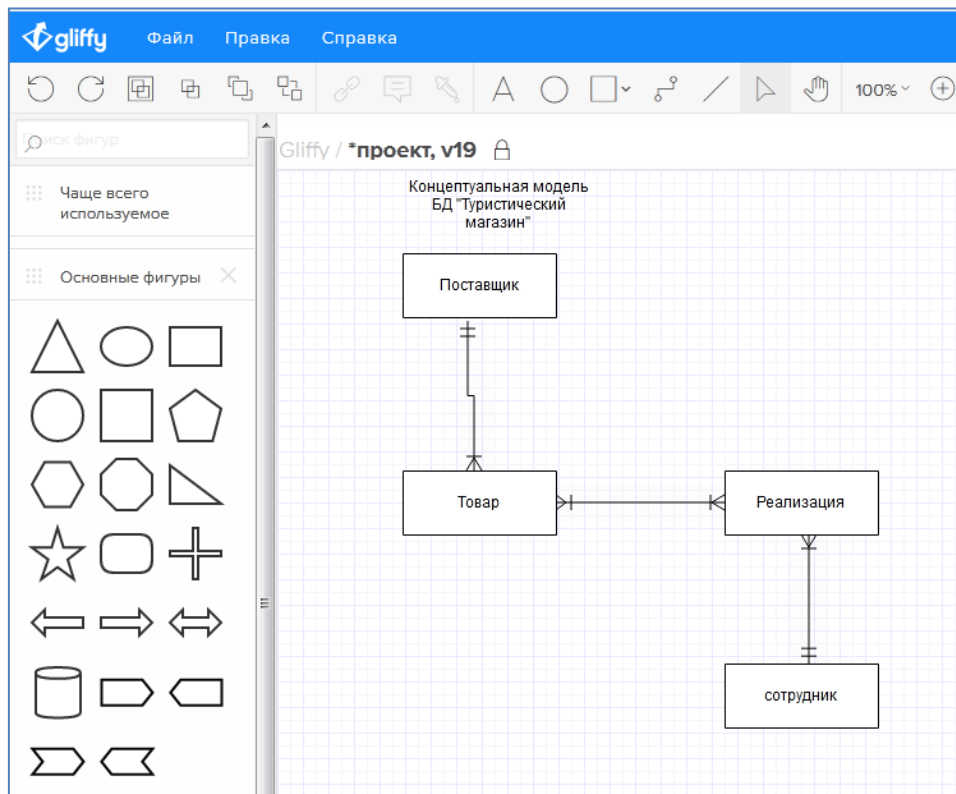 gliffy Файл Правка Справка
100%
Поиск фигур
Gliffy / *проект, v19
Чаще всего
используемое
Основные фигуры
Концептуальная модель
БД "Туристический
магазин"
Поставщик
Товар
Реализация
сотрудник